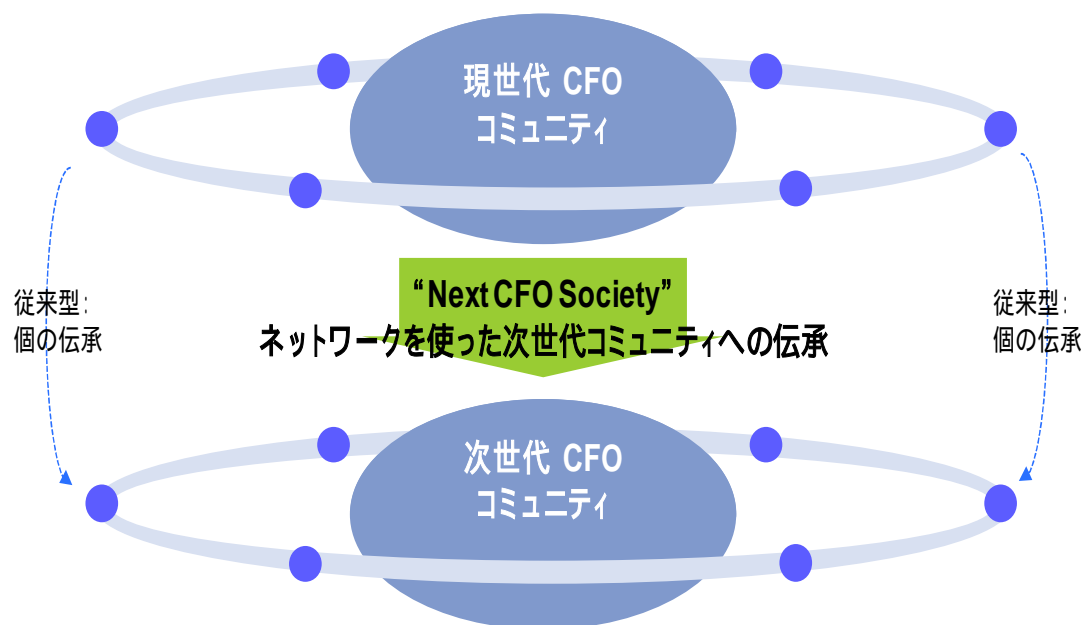 現世代 CFO
コミュニティ
“Next CFO Society”
ネットワークを使った次世代コミュニティへの伝承
従来型:
個の伝承
従来型:
個の伝承
次世代 CFO
コミュニティ